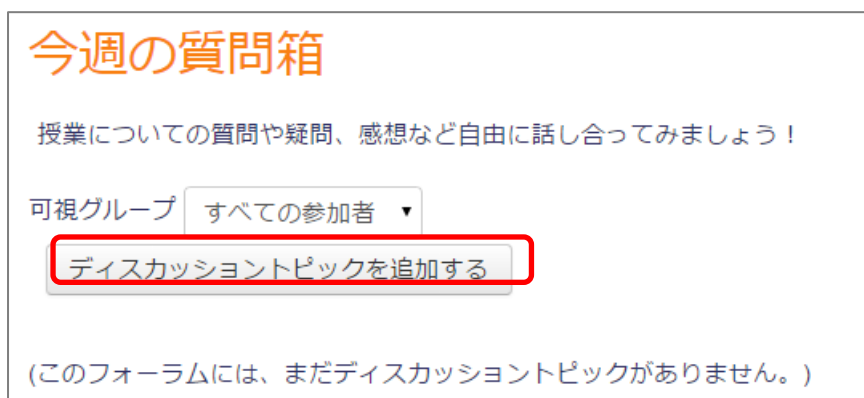 今週の質問箱
授業についての質問や疑問、感想など自由に話し合ってみましょう！
可視グループ すべての参加者 ▼
ディスカッショントピックを追加する
(このフォーラムには、まだディスカッショントピックがありません。)